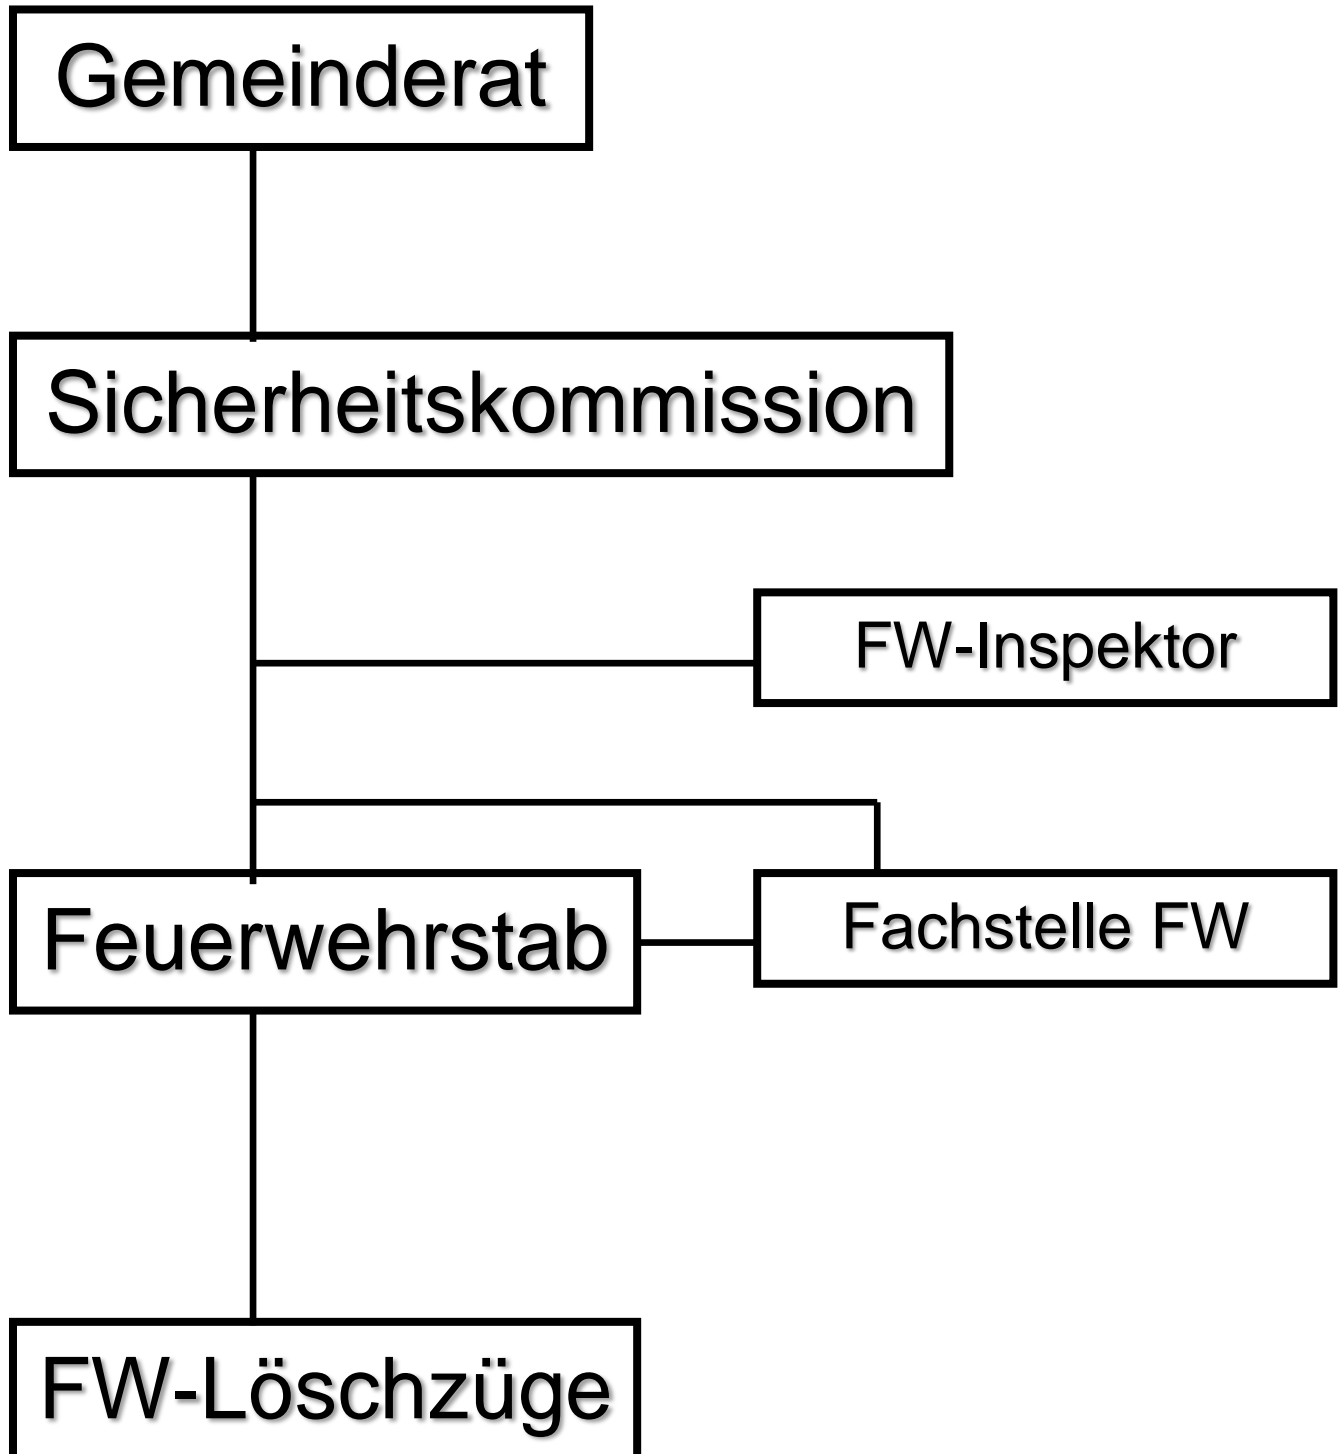 Gemeinderat
Sicherheitskommission
FW-Inspektor
Feuerwehrstab
Fachstelle FW
FW-Löschzüge